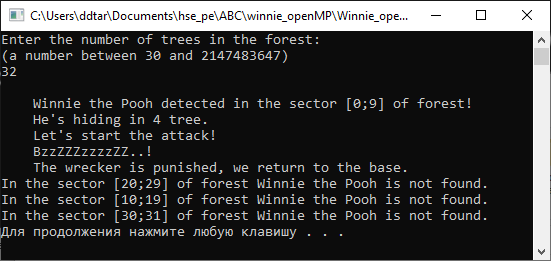 C:\Users\ddtar\Documents\hse_pe\ABC\winnie_openMP\Winnie_ope...
Enter the number of trees in the forest:
(a number between 30 and 2147483647)
32
Winnie the Pooh detected in the sector [0;9] of forest!
He's hiding in 4 tree.
Let's start the attack!
BzzZZZzzzzZZ..!
The wrecker is punished, we return to the base.
In the sector [20;29] of forest Winnie the Pooh is not found.
In the sector [10;19] of forest Winnie the Pooh is not found.
In the sector [30;31] of forest Winnie the Pooh is not found.
Для продолжения нажмите любую клавишу . . .